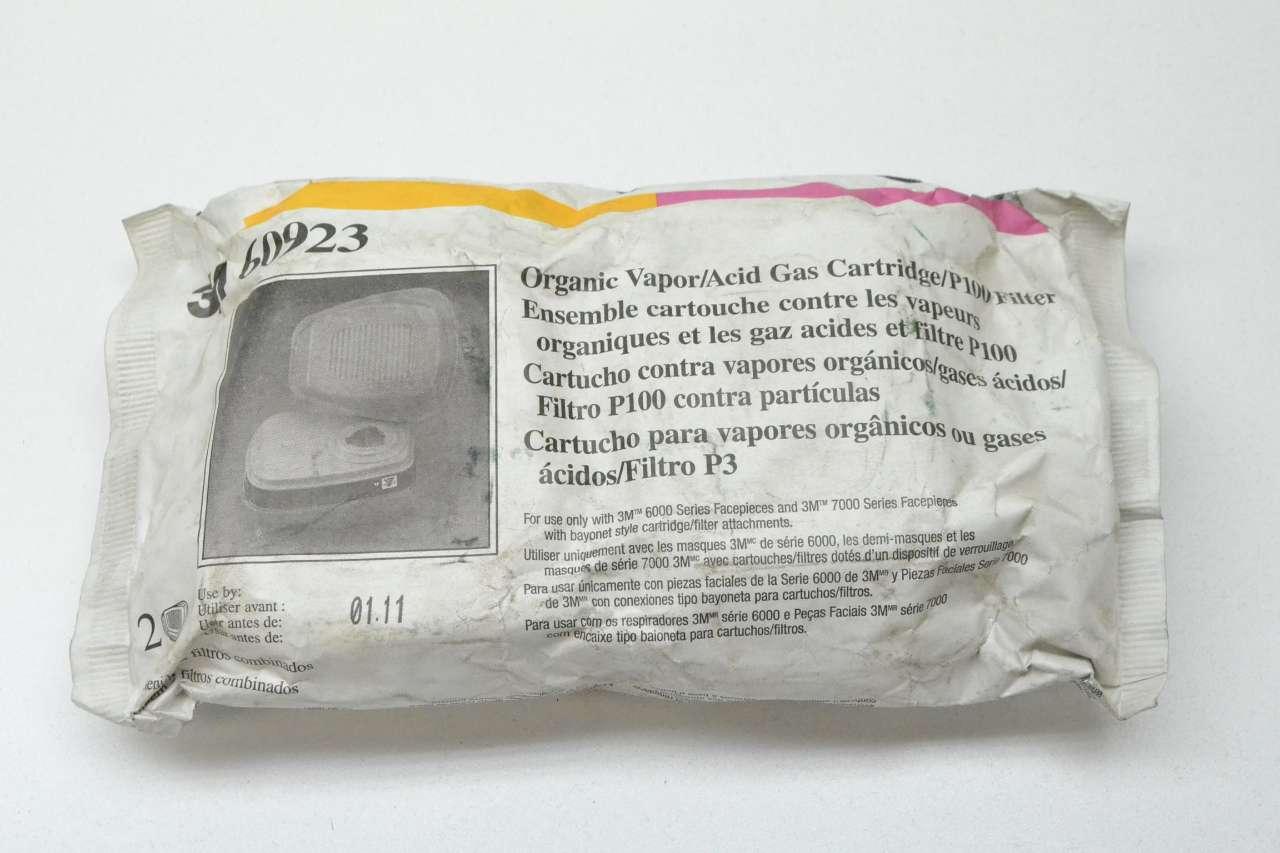 3M 60923
Organic Vapor/Acid Gas Cartridge/P100 Filter
Ensemble cartouche contre les vapeurs
organiques et les gaz acides et Filtre P100
Cartucho contra vapores orgánicos/gases ácidos/
Filtro P100 contra partículas
Cartucho para vapores orgânicos ou gases
ácidos/Filtro P3
For use only with 3M™ 6000 Series Facepieces and 3M™ 7000 Series Facepieces
with bayonet style cartridge/filter attachments.
Utiliser uniquement avec les masques 3Mᴹᶜ de série 6000, les demi-masques et les
masques de série 7000 3Mᴹᶜ avec cartouches/filtres dotés d'un dispositif de verrouillage
Para usar únicamente con piezas faciales de la Serie 6000 de 3Mᴹᴿ y Piezas Faciales Serie 7000
de 3Mᴹᴿ con conexiones tipo bayoneta para cartuchos/filtros.
Para usar com os respiradores 3Mᴹᴿ série 6000 e Peças Faciais 3Mᴹᴿ série 7000
com encaixe tipo baioneta para cartuchos/filtros.
Use by:
Utiliser avant :
Usar antes de:
antes de:
01.11
2
filtros combinados
filtros combinados